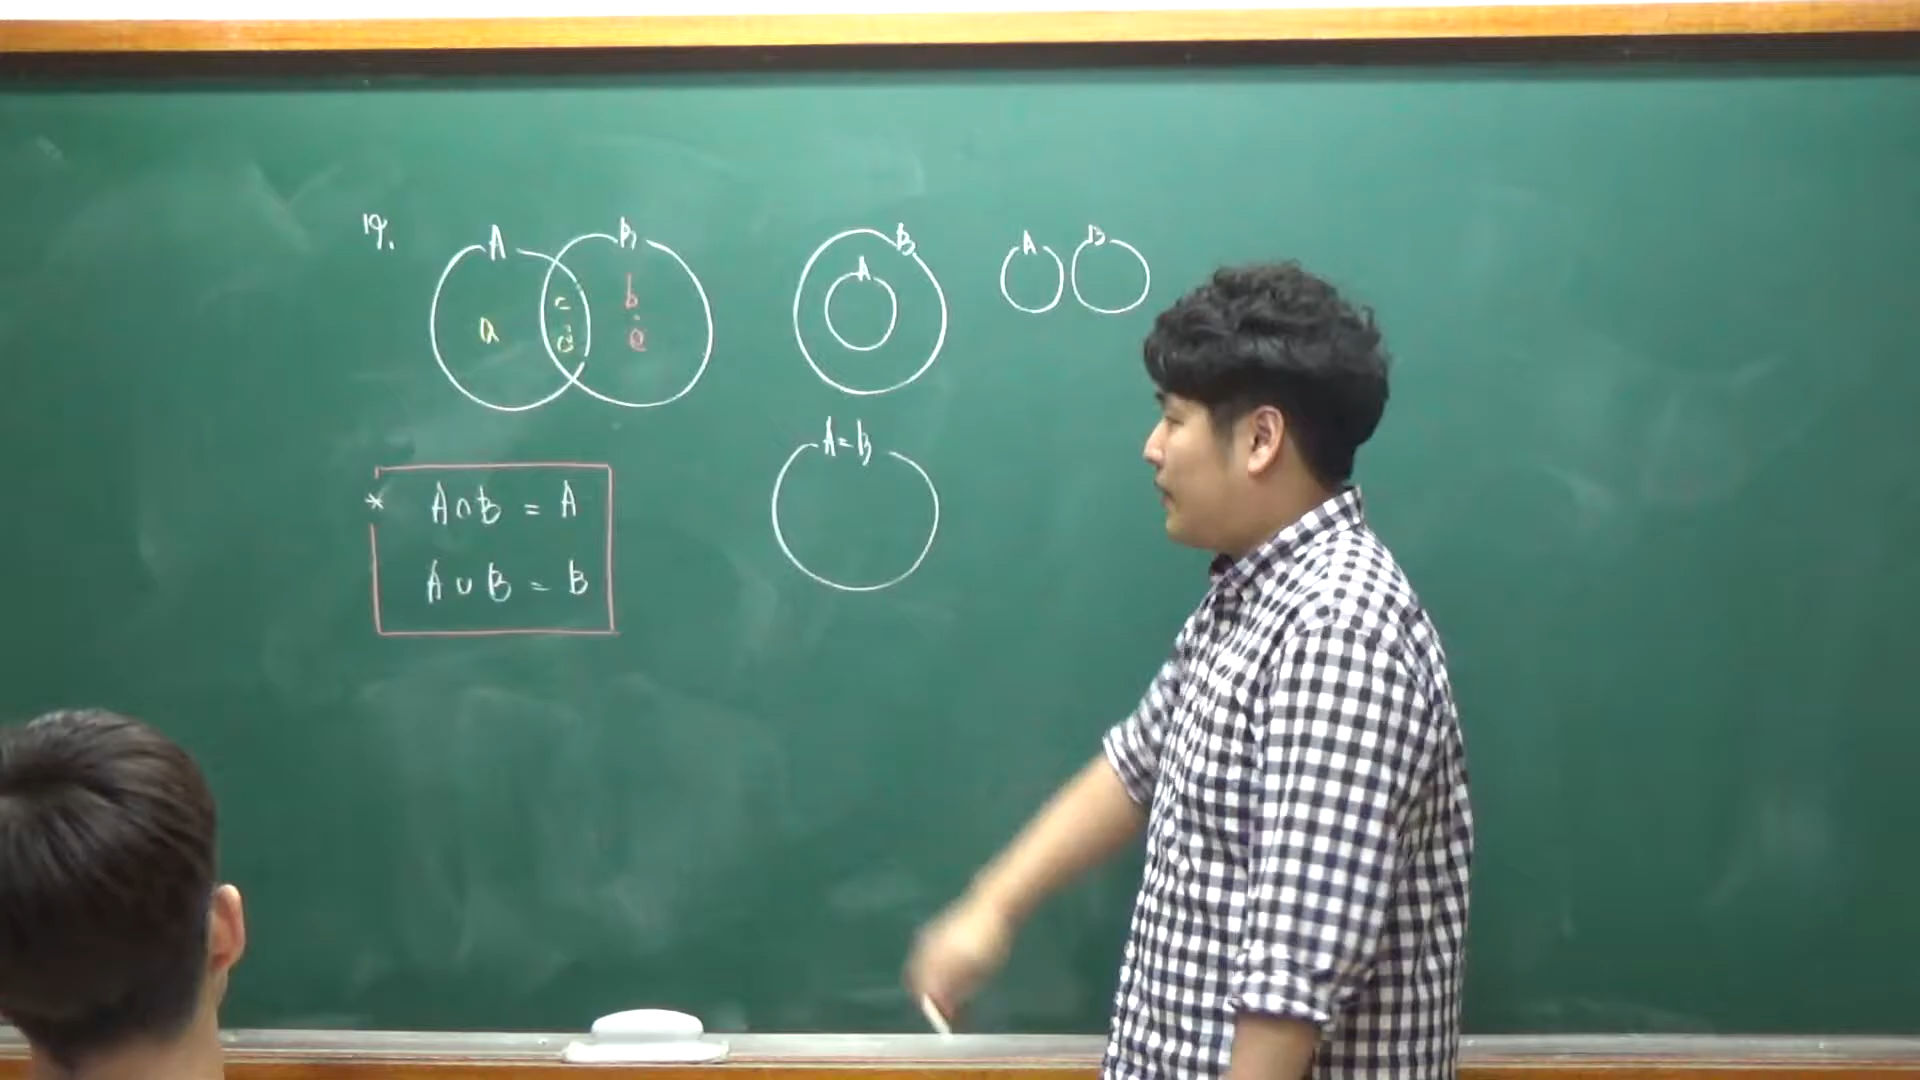 19.
A B
a c b
d e
B
A
A B
A=B
* A∩B = A
A∪B = B